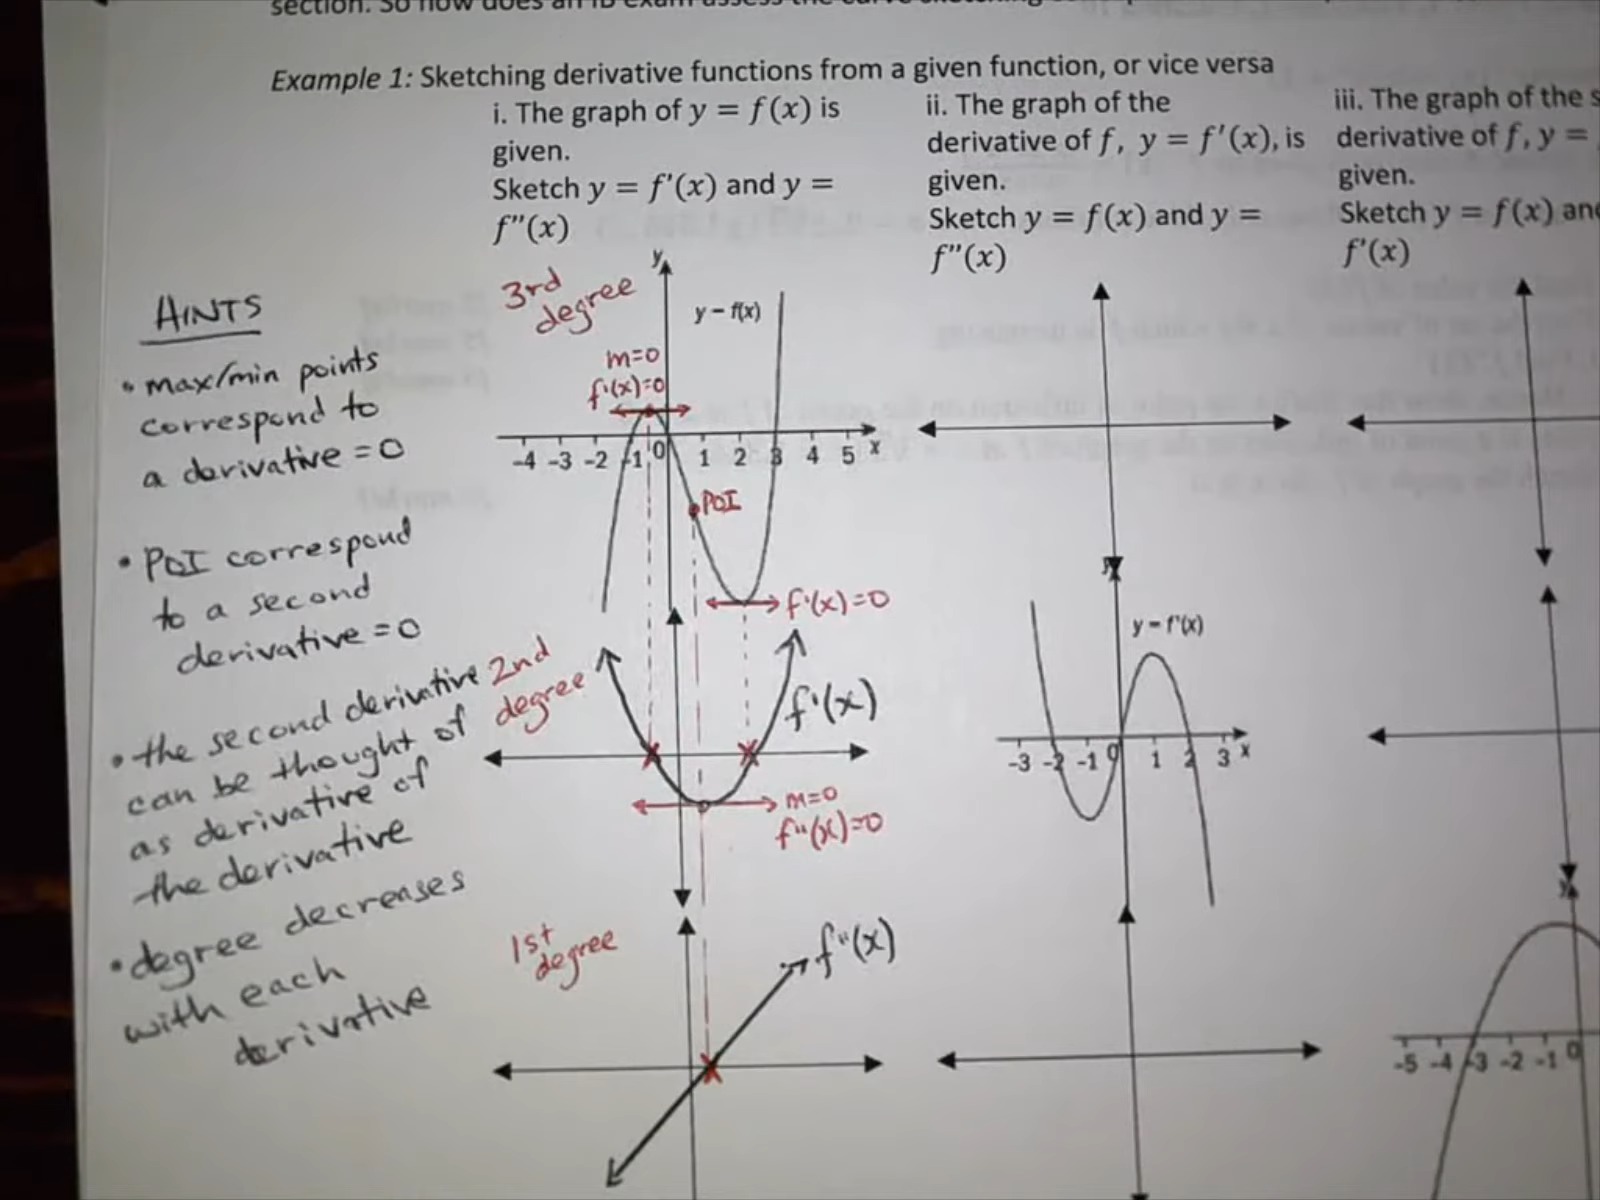 Example 1: Sketching derivative functions from a given function, or vice versa
i. The graph of y = f(x) is
given.
Sketch y = f'(x) and y =
f"(x)
ii. The graph of the
derivative of f, y = f'(x), is
given.
Sketch y = f(x) and y =
f"(x)
iii. The graph of the
derivative of f, y =
given.
Sketch y = f(x)
f'(x)
HINTS
• max/min points
correspond to
a derivative = 0
• POI correspond
to a second
derivative = 0
• the second derivative
can be thought of
as derivative of
the derivative
• degree decreases
with each
derivative
3rd
degree
y
y = f(x)
m=0
f'(x)=0
-4 -3 -2 -1 0 1 2 3 4 5 x
POI
f'(x)=0
2nd
degree
f'(x)
m=0
f"(x)=0
1st
degree
f"(x)
y
y = f'(x)
-3 -2 -1 0 1 2 3 x
y
-5 -4 -3 -2 -1 0